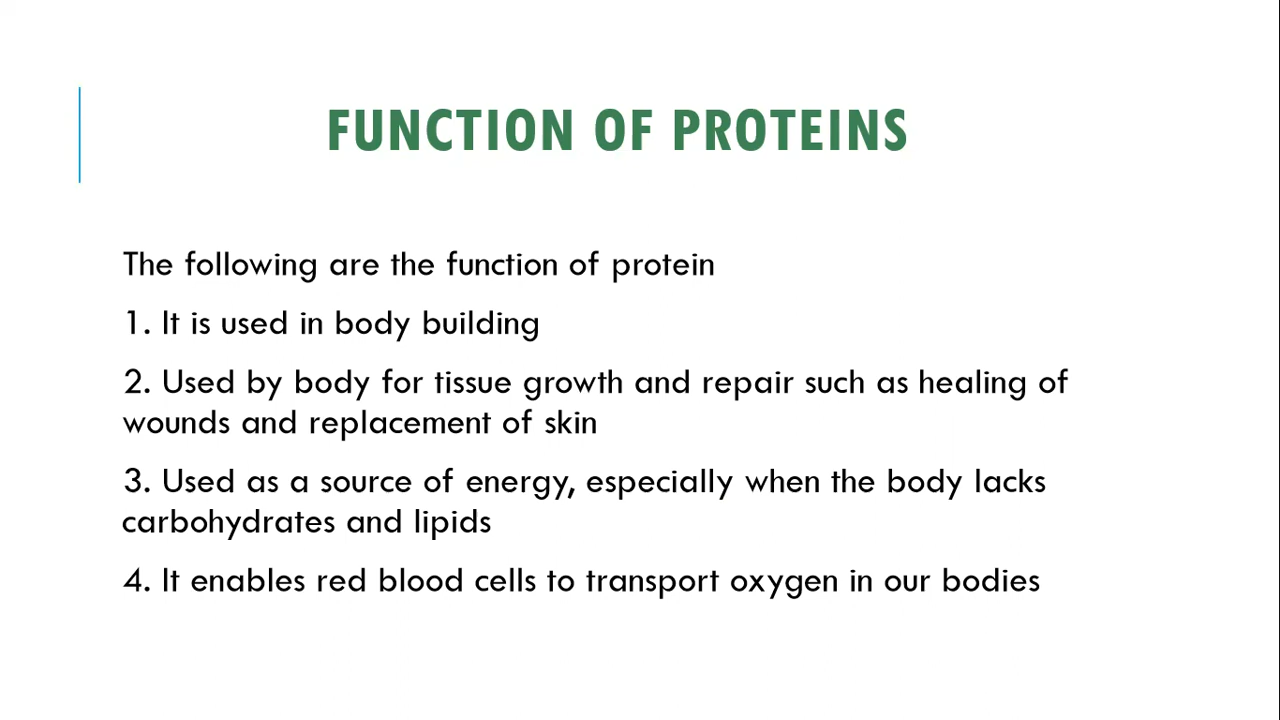 FUNCTION OF PROTEINS
The following are the function of protein
1. It is used in body building
2. Used by body for tissue growth and repair such as healing of
wounds and replacement of skin
3. Used as a source of energy, especially when the body lacks
carbohydrates and lipids
4. It enables red blood cells to transport oxygen in our bodies